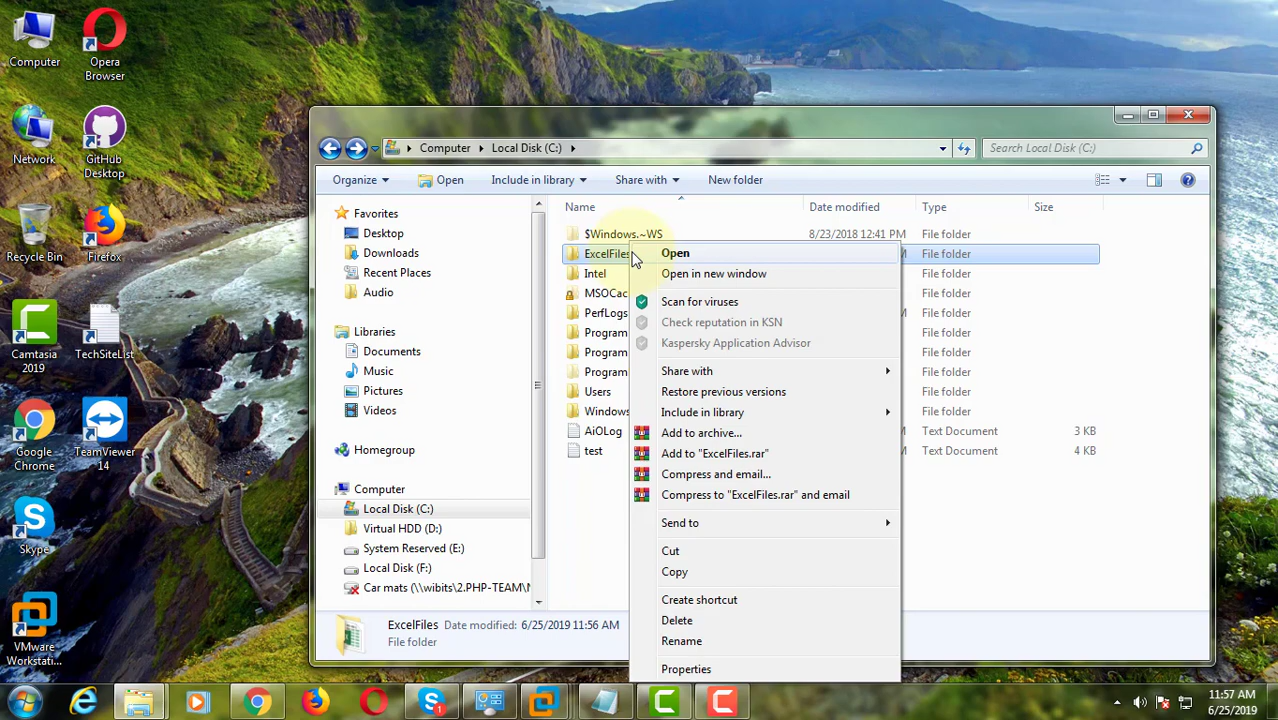 Computer
Opera
Browser
Network
GitHub
Desktop
Recycle Bin
Firefox
Camtasia
2019
TechSiteList
Google
Chrome
TeamViewer
14
Skype
VMware
Workstati...
Computer
Local Disk (C:)
Search Local Disk (C:)
Organize
Open
Include in library
Share with
New folder
Favorites
Desktop
Downloads
Recent Places
Audio
Libraries
Documents
Music
Pictures
Videos
Homegroup
Computer
Local Disk (C:)
Virtual HDD (D:)
System Reserved (E:)
Local Disk (F:)
Car mats (\\wibits\2.PHP-TEAM\
Name Date modified Type Size
$Windows.~WS 8/23/2018 12:41 PM File folder
ExcelFiles File folder
Intel File folder
MSOCac File folder
PerfLogs File folder
Program File folder
Program File folder
Program File folder
Users File folder
Windows File folder
AiOLog Text Document 3 KB
test Text Document 4 KB
Open
Open in new window
Scan for viruses
Check reputation in KSN
Kaspersky Application Advisor
Share with
Restore previous versions
Include in library
Add to archive...
Add to "ExcelFiles.rar"
Compress and email...
Compress to "ExcelFiles.rar" and email
Send to
Cut
Copy
Create shortcut
Delete
Rename
Properties
ExcelFiles Date modified: 6/25/2019 11:56 AM
File folder
11:57 AM
6/25/2019